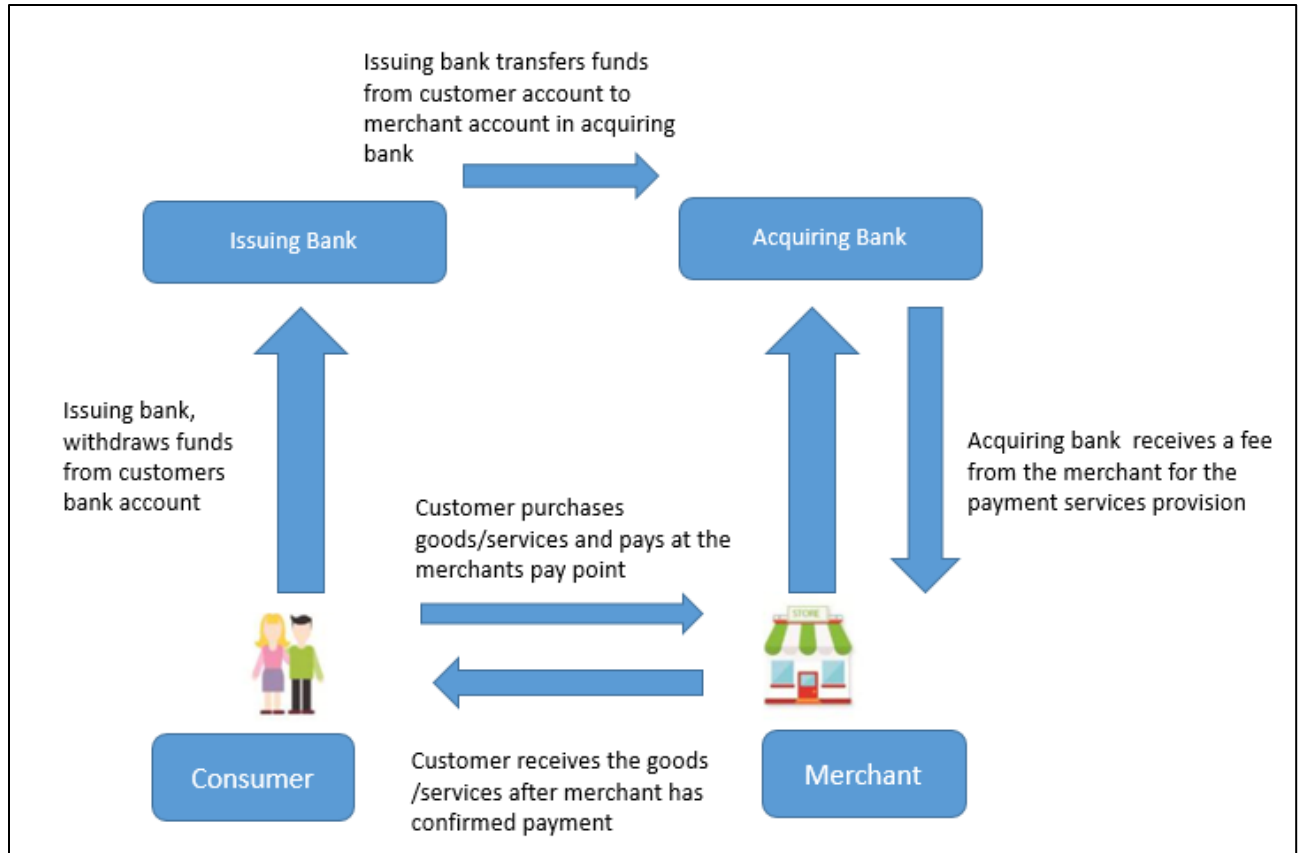 Issuing bank transfers funds
from customer account to
merchant account in acquiring
bank
Issuing Bank
Acquiring Bank
Issuing bank,
withdraws funds
from customers
bank account
Acquiring bank  receives a fee
from the merchant for the
payment services provision
Customer purchases
goods/services and pays at the
merchants pay point
STORE
Consumer
Merchant
Customer receives the goods
/services after merchant has
confirmed payment